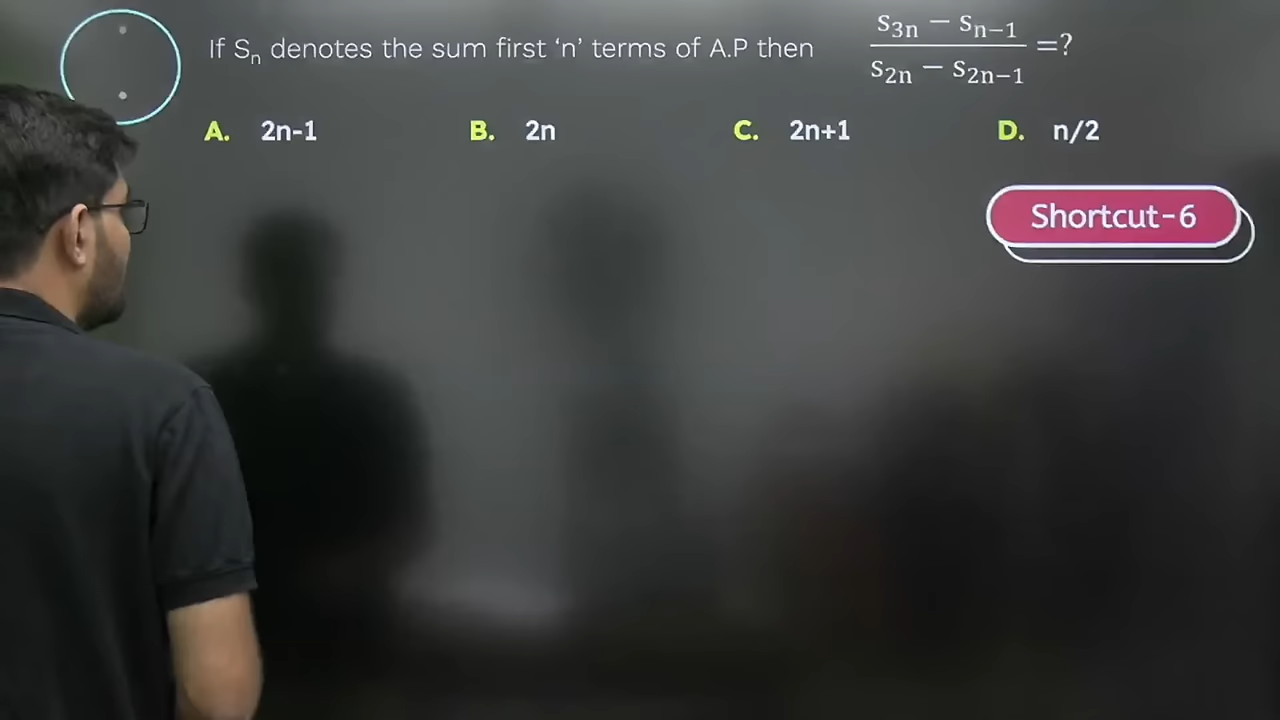 If Sₙ denotes the sum first ‘n’ terms of A.P then (s₃ₙ − sₙ₋₁)/(s₂ₙ − s₂ₙ₋₁) =?
A. 2n-1 B. 2n C. 2n+1 D. n/2
Shortcut-6